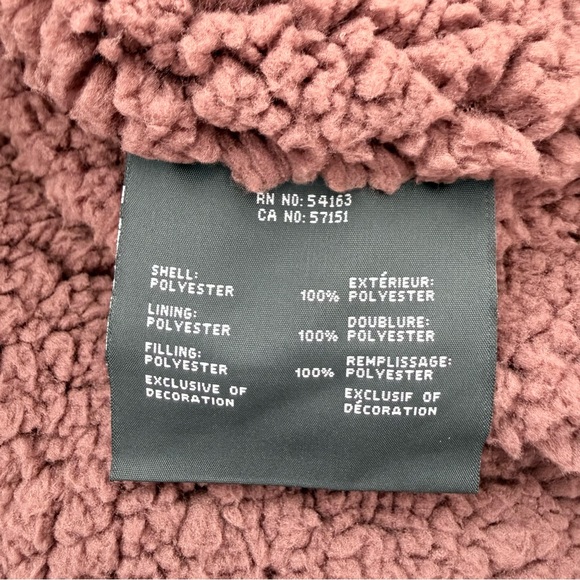 RN NO: 54163
CA NO: 57151
SHELL:
POLYESTER 100%
LINING:
POLYESTER 100%
FILLING:
POLYESTER 100%
EXCLUSIVE OF
DECORATION
EXTÉRIEUR:
POLYESTER
DOUBLURE:
POLYESTER
REMPLISSAGE:
POLYESTER
EXCLUSIF OF
DÉCORATION